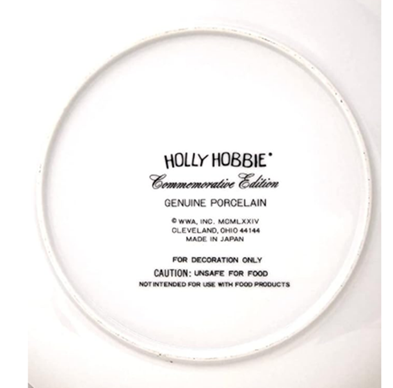 HOLLY HOBBIE*
Commemorative Edition
GENUINE PORCELAIN
© WWA, INC. MCMLXXIV
CLEVELAND, OHIO 44144
MADE IN JAPAN
FOR DECORATION ONLY
CAUTION: UNSAFE FOR FOOD
NOT INTENDED FOR USE WITH FOOD PRODUCTS